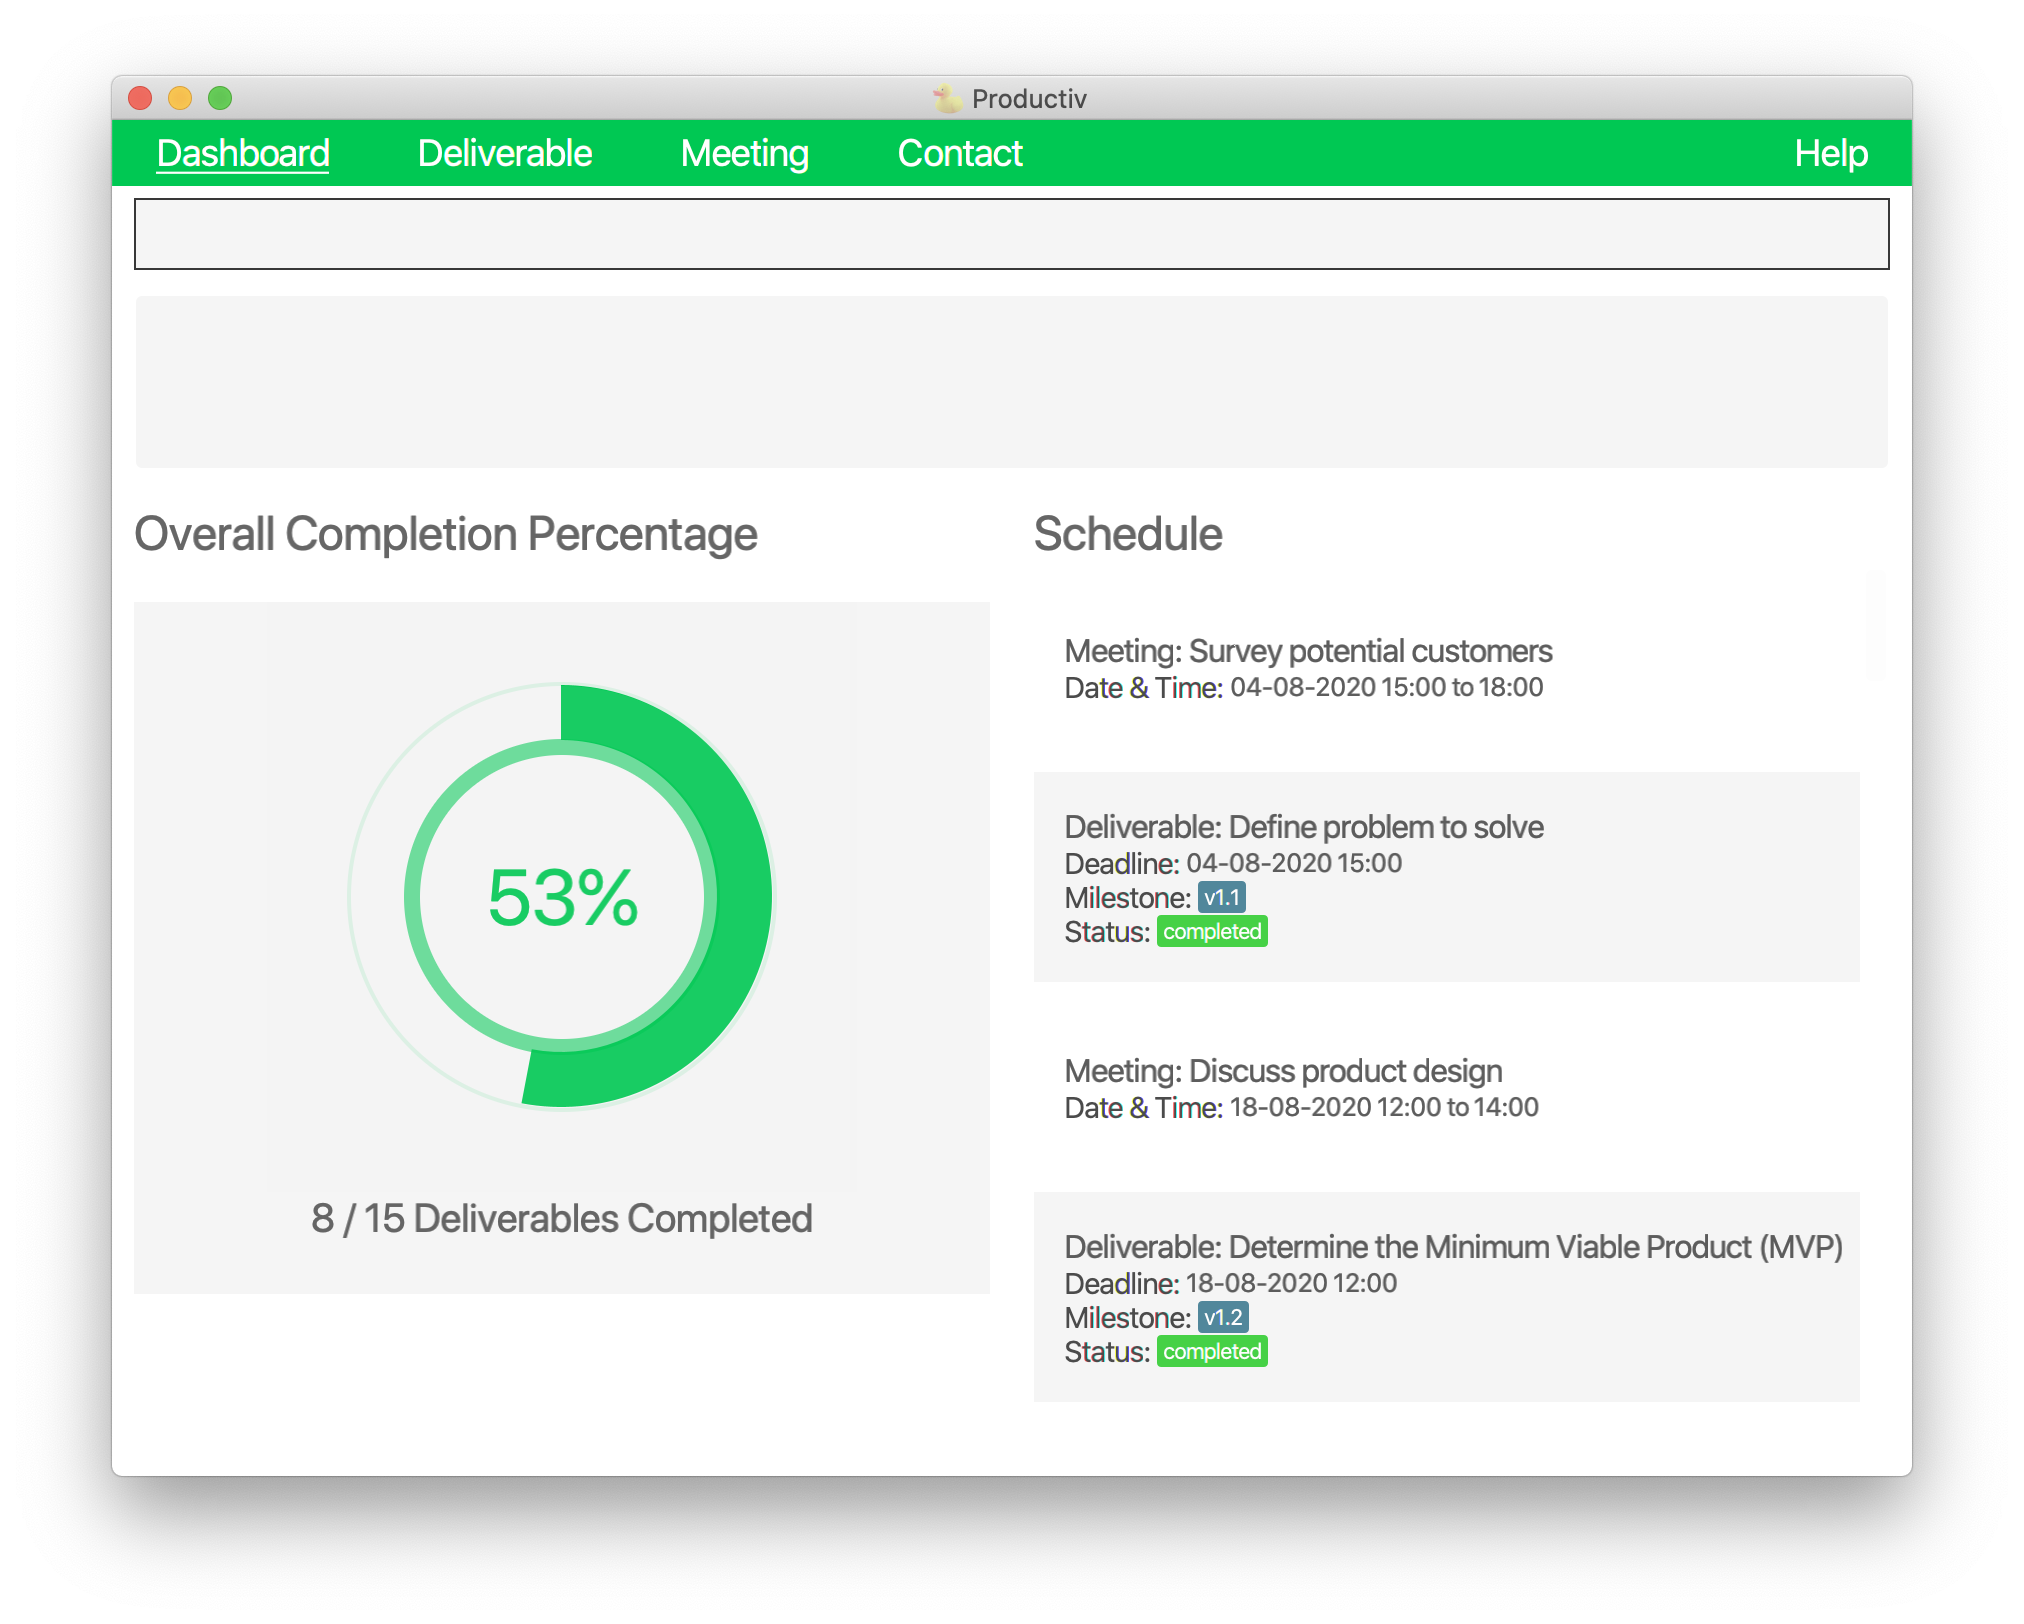 Productiv
Dashboard Deliverable Meeting Contact Help
Overall Completion Percentage
53%
8 / 15 Deliverables Completed
Schedule
Meeting: Survey potential customers
Date & Time: 04-08-2020 15:00 to 18:00
Deliverable: Define problem to solve
Deadline: 04-08-2020 15:00
Milestone: v1.1
Status: completed
Meeting: Discuss product design
Date & Time: 18-08-2020 12:00 to 14:00
Deliverable: Determine the Minimum Viable Product (MVP)
Deadline: 18-08-2020 12:00
Milestone: v1.2
Status: completed